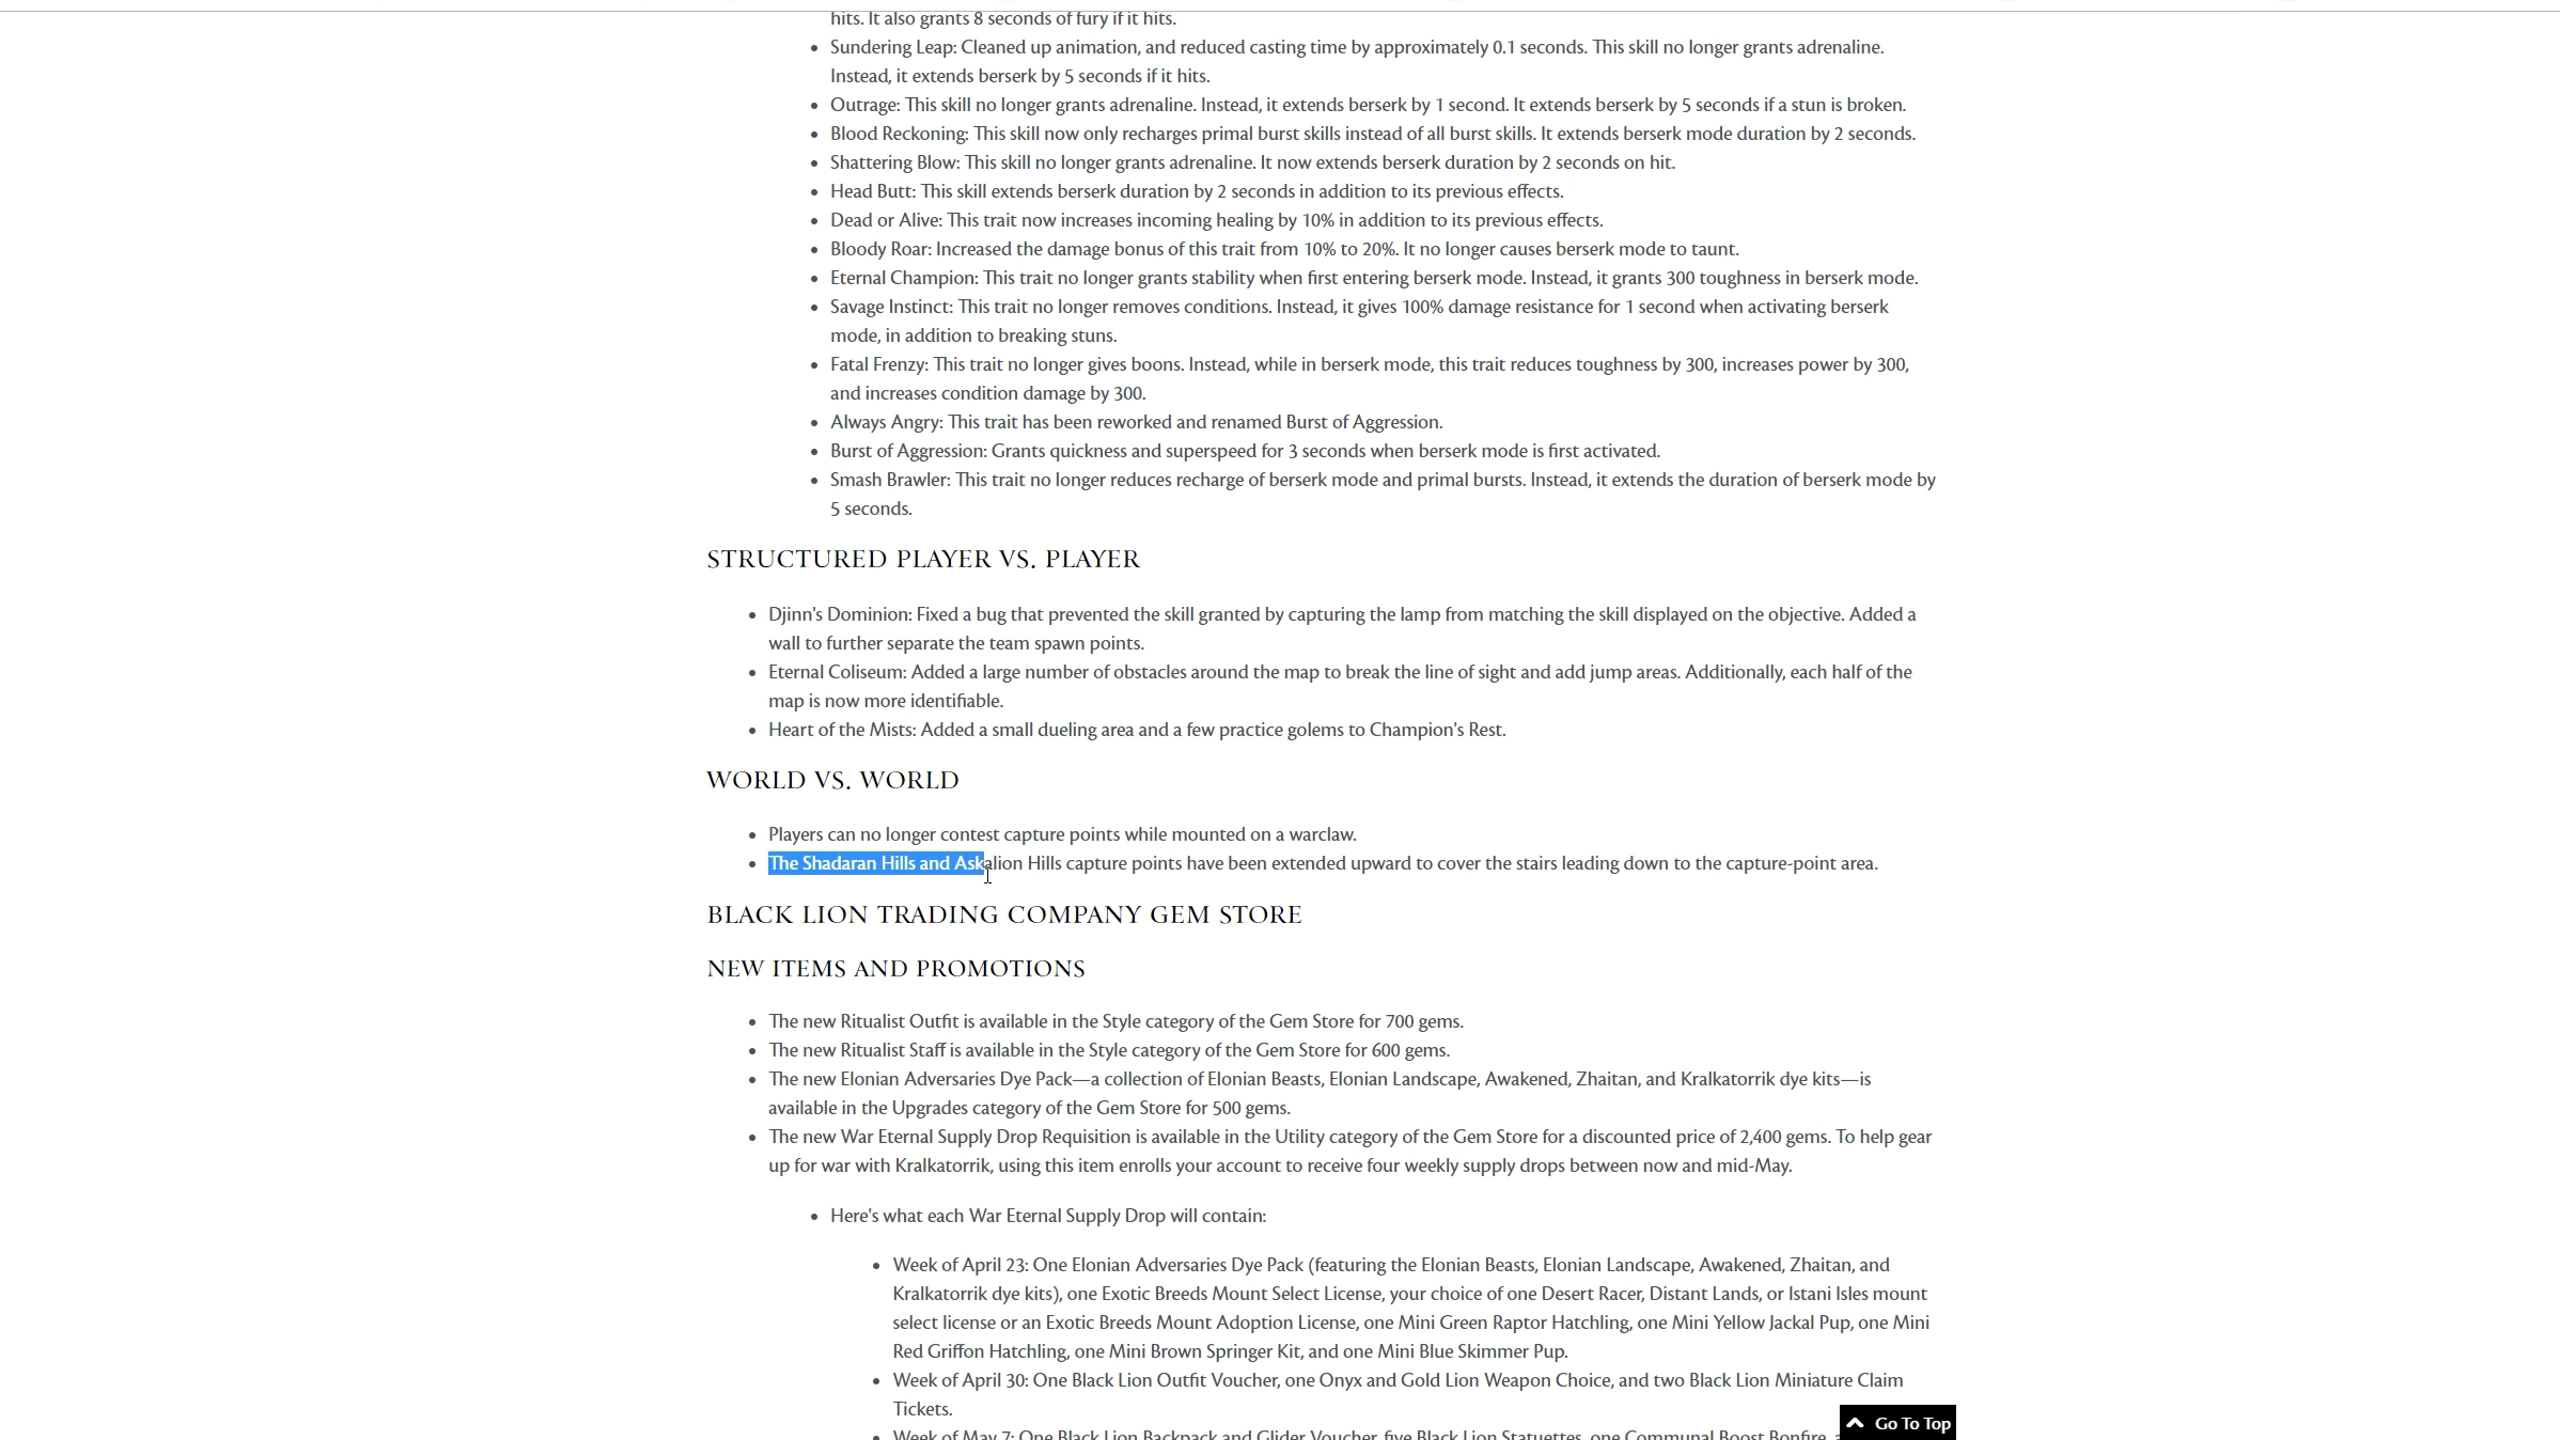 hits. It also grants 8 seconds of fury if it hits.
Sundering Leap: Cleaned up animation, and reduced casting time by approximately 0.1 seconds. This skill no longer grants adrenaline.
Instead, it extends berserk by 5 seconds if it hits.
Outrage: This skill no longer grants adrenaline. Instead, it extends berserk by 1 second. It extends berserk by 5 seconds if a stun is broken.
Blood Reckoning: This skill now only recharges primal burst skills instead of all burst skills. It extends berserk mode duration by 2 seconds.
Shattering Blow: This skill no longer grants adrenaline. It now extends berserk duration by 2 seconds on hit.
Head Butt: This skill extends berserk duration by 2 seconds in addition to its previous effects.
Dead or Alive: This trait now increases incoming healing by 10% in addition to its previous effects.
Bloody Roar: Increased the damage bonus of this trait from 10% to 20%. It no longer causes berserk mode to taunt.
Eternal Champion: This trait no longer grants stability when first entering berserk mode. Instead, it grants 300 toughness in berserk mode.
Savage Instinct: This trait no longer removes conditions. Instead, it gives 100% damage resistance for 1 second when activating berserk
mode, in addition to breaking stuns.
Fatal Frenzy: This trait no longer gives boons. Instead, while in berserk mode, this trait reduces toughness by 300, increases power by 300,
and increases condition damage by 300.
Always Angry: This trait has been reworked and renamed Burst of Aggression.
Burst of Aggression: Grants quickness and superspeed for 3 seconds when berserk mode is first activated.
Smash Brawler: This trait no longer reduces recharge of berserk mode and primal bursts. Instead, it extends the duration of berserk mode by
5 seconds.
STRUCTURED PLAYER VS. PLAYER
Djinn's Dominion: Fixed a bug that prevented the skill granted by capturing the lamp from matching the skill displayed on the objective. Added a
wall to further separate the team spawn points.
Eternal Coliseum: Added a large number of obstacles around the map to break the line of sight and add jump areas. Additionally, each half of the
map is now more identifiable.
Heart of the Mists: Added a small dueling area and a few practice golems to Champion's Rest.
WORLD VS. WORLD
Players can no longer contest capture points while mounted on a warclaw.
The Shadaran Hills and Askalion Hills capture points have been extended upward to cover the stairs leading down to the capture-point area.
BLACK LION TRADING COMPANY GEM STORE
NEW ITEMS AND PROMOTIONS
The new Ritualist Outfit is available in the Style category of the Gem Store for 700 gems.
The new Ritualist Staff is available in the Style category of the Gem Store for 600 gems.
The new Elonian Adversaries Dye Pack—a collection of Elonian Beasts, Elonian Landscape, Awakened, Zhaitan, and Kralkatorrik dye kits—is
available in the Upgrades category of the Gem Store for 500 gems.
The new War Eternal Supply Drop Requisition is available in the Utility category of the Gem Store for a discounted price of 2,400 gems. To help gear
up for war with Kralkatorrik, using this item enrolls your account to receive four weekly supply drops between now and mid-May.
Here's what each War Eternal Supply Drop will contain:
Week of April 23: One Elonian Adversaries Dye Pack (featuring the Elonian Beasts, Elonian Landscape, Awakened, Zhaitan, and
Kralkatorrik dye kits), one Exotic Breeds Mount Select License, your choice of one Desert Racer, Distant Lands, or Istani Isles mount
select license or an Exotic Breeds Mount Adoption License, one Mini Green Raptor Hatchling, one Mini Yellow Jackal Pup, one Mini
Red Griffon Hatchling, one Mini Brown Springer Kit, and one Mini Blue Skimmer Pup.
Week of April 30: One Black Lion Outfit Voucher, one Onyx and Gold Lion Weapon Choice, and two Black Lion Miniature Claim
Tickets.
Go To Top
Week of May 7: One Black Lion Backpack and Glider Voucher, five Black Lion Statuettes, one Communal Boost Bonfire,